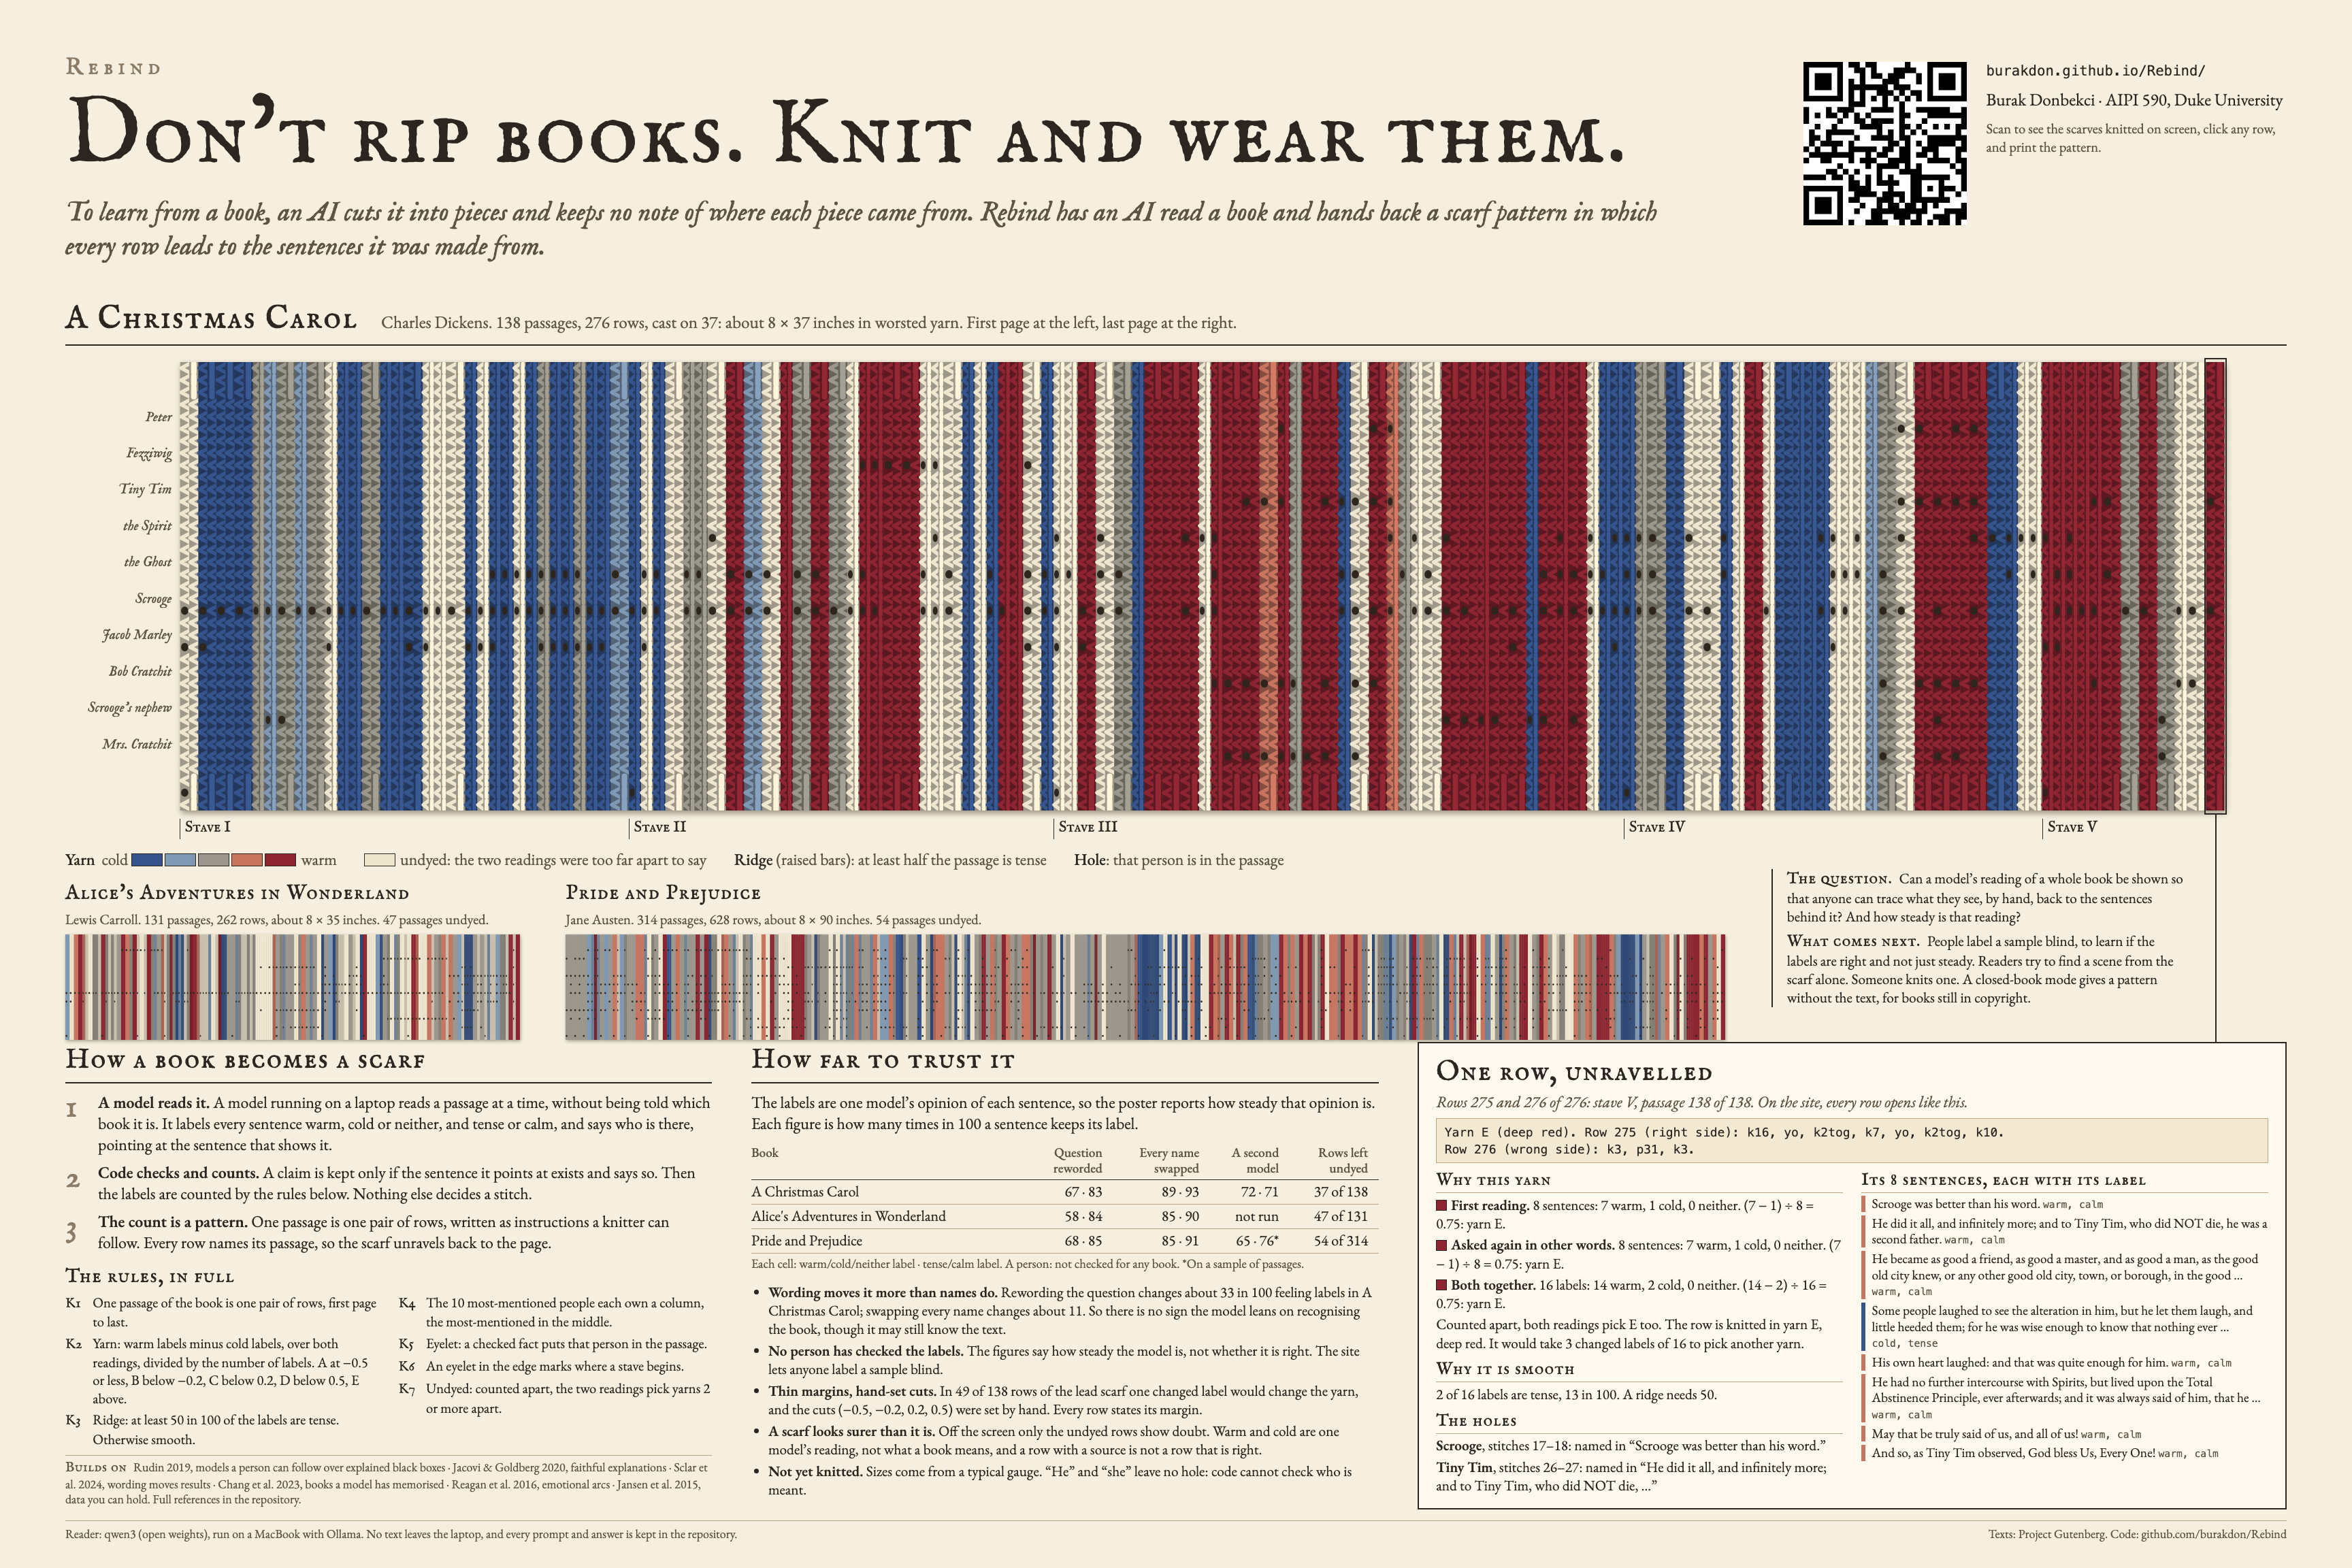 Rebind
Don’t rip books. Knit and wear them.
To learn from a book, an AI cuts it into pieces and keeps no note of where each piece came from. Rebind has an AI read a book and hands back a scarf pattern in which
every row leads to the sentences it was made from.
burakdon.github.io/Rebind/
Burak Donbekci · AIPI 590, Duke University
Scan to see the scarves knitted on screen, click any row,
and print the pattern.
A Christmas Carol
Charles Dickens. 138 passages, 276 rows, cast on 37: about 8 × 37 inches in worsted yarn. First page at the left, last page at the right.
Peter
Fezziwig
Tiny Tim
the Spirit
the Ghost
Scrooge
Jacob Marley
Bob Cratchit
Scrooge’s nephew
Mrs. Cratchit
Stave I
Stave II
Stave III
Stave IV
Stave V
Yarn cold warm undyed: the two readings were too far apart to say Ridge (raised bars): at least half the passage is tense Hole: that person is in the passage
Alice’s Adventures in Wonderland
Lewis Carroll. 131 passages, 262 rows, about 8 × 35 inches. 47 passages undyed.
Pride and Prejudice
Jane Austen. 314 passages, 628 rows, about 8 × 90 inches. 54 passages undyed.
The question. Can a model’s reading of a whole book be shown so
that anyone can trace what they see, by hand, back to the sentences
behind it? And how steady is that reading?
What comes next. People label a sample blind, to learn if the
labels are right and not just steady. Readers try to find a scene from the
scarf alone. Someone knits one. A closed-book mode gives a pattern
without the text, for books still in copyright.
How a book becomes a scarf
1 A model reads it. A model running on a laptop reads a passage at a time, without being told which
book it is. It labels every sentence warm, cold or neither, and tense or calm, and says who is there,
pointing at the sentence that shows it.
2 Code checks and counts. A claim is kept only if the sentence it points at exists and says so. Then
the labels are counted by the rules below. Nothing else decides a stitch.
3 The count is a pattern. One passage is one pair of rows, written as instructions a knitter can
follow. Every row names its passage, so the scarf unravels back to the page.
The rules, in full
K1 One passage of the book is one pair of rows, first page
to last.
K2 Yarn: warm labels minus cold labels, over both
readings, divided by the number of labels. A at −0.5
or less, B below −0.2, C below 0.2, D below 0.5, E
above.
K3 Ridge: at least 50 in 100 of the labels are tense.
Otherwise smooth.
K4 The 10 most-mentioned people each own a column,
the most-mentioned in the middle.
K5 Eyelet: a checked fact puts that person in the passage.
K6 An eyelet in the edge marks where a stave begins.
K7 Undyed: counted apart, the two readings pick yarns 2
or more apart.
Builds on Rudin 2019, models a person can follow over explained black boxes · Jacovi & Goldberg 2020, faithful explanations · Sclar et
al. 2024, wording moves results · Chang et al. 2023, books a model has memorised · Reagan et al. 2016, emotional arcs · Jansen et al. 2015,
data you can hold. Full references in the repository.
How far to trust it
The labels are one model’s opinion of each sentence, so the poster reports how steady that opinion is.
Each figure is how many times in 100 a sentence keeps its label.
Book Question Every name A second Rows left
reworded swapped model undyed
A Christmas Carol 67 · 83 89 · 93 72 · 71 37 of 138
Alice's Adventures in Wonderland 58 · 84 85 · 90 not run 47 of 131
Pride and Prejudice 68 · 85 85 · 91 65 · 76* 54 of 314
Each cell: warm/cold/neither label · tense/calm label. A person: not checked for any book. *On a sample of passages.
• Wording moves it more than names do. Rewording the question changes about 33 in 100 feeling labels in A
Christmas Carol; swapping every name changes about 11. So there is no sign the model leans on recognising
the book, though it may still know the text.
• No person has checked the labels. The figures say how steady the model is, not whether it is right. The site
lets anyone label a sample blind.
• Thin margins, hand-set cuts. In 49 of 138 rows of the lead scarf one changed label would change the yarn,
and the cuts (−0.5, −0.2, 0.2, 0.5) were set by hand. Every row states its margin.
• A scarf looks surer than it is. Off the screen only the undyed rows show doubt. Warm and cold are one
model’s reading, not what a book means, and a row with a source is not a row that is right.
• Not yet knitted. Sizes come from a typical gauge. “He” and “she” leave no hole: code cannot check who is
meant.
One row, unravelled
Rows 275 and 276 of 276: stave V, passage 138 of 138. On the site, every row opens like this.
Yarn E (deep red). Row 275 (right side): k16, yo, k2tog, k7, yo, k2tog, k10.
Row 276 (wrong side): k3, p31, k3.
Why this yarn
First reading. 8 sentences: 7 warm, 1 cold, 0 neither. (7 − 1) ÷ 8 =
0.75: yarn E.
Asked again in other words. 8 sentences: 7 warm, 1 cold, 0 neither. (7
− 1) ÷ 8 = 0.75: yarn E.
Both together. 16 labels: 14 warm, 2 cold, 0 neither. (14 − 2) ÷ 16 =
0.75: yarn E.
Counted apart, both readings pick E too. The row is knitted in yarn E,
deep red. It would take 3 changed labels of 16 to pick another yarn.
Why it is smooth
2 of 16 labels are tense, 13 in 100. A ridge needs 50.
The holes
Scrooge, stitches 17–18: named in “Scrooge was better than his word.”
Tiny Tim, stitches 26–27: named in “He did it all, and infinitely more;
and to Tiny Tim, who did NOT die, ...”
Its 8 sentences, each with its label
Scrooge was better than his word. warm, calm
He did it all, and infinitely more; and to Tiny Tim, who did NOT die, he was a
second father. warm, calm
He became as good a friend, as good a master, and as good a man, as the good
old city knew, or any other good old city, town, or borough, in the good ...
warm, calm
Some people laughed to see the alteration in him, but he let them laugh, and
little heeded them; for he was wise enough to know that nothing ever ...
cold, tense
His own heart laughed: and that was quite enough for him. warm, calm
He had no further intercourse with Spirits, but lived upon the Total
Abstinence Principle, ever afterwards; and it was always said of him, that he ...
warm, calm
May that be truly said of us, and all of us! warm, calm
And so, as Tiny Tim observed, God bless Us, Every One! warm, calm
Reader: qwen3 (open weights), run on a MacBook with Ollama. No text leaves the laptop, and every prompt and answer is kept in the repository.
Texts: Project Gutenberg. Code: github.com/burakdon/Rebind